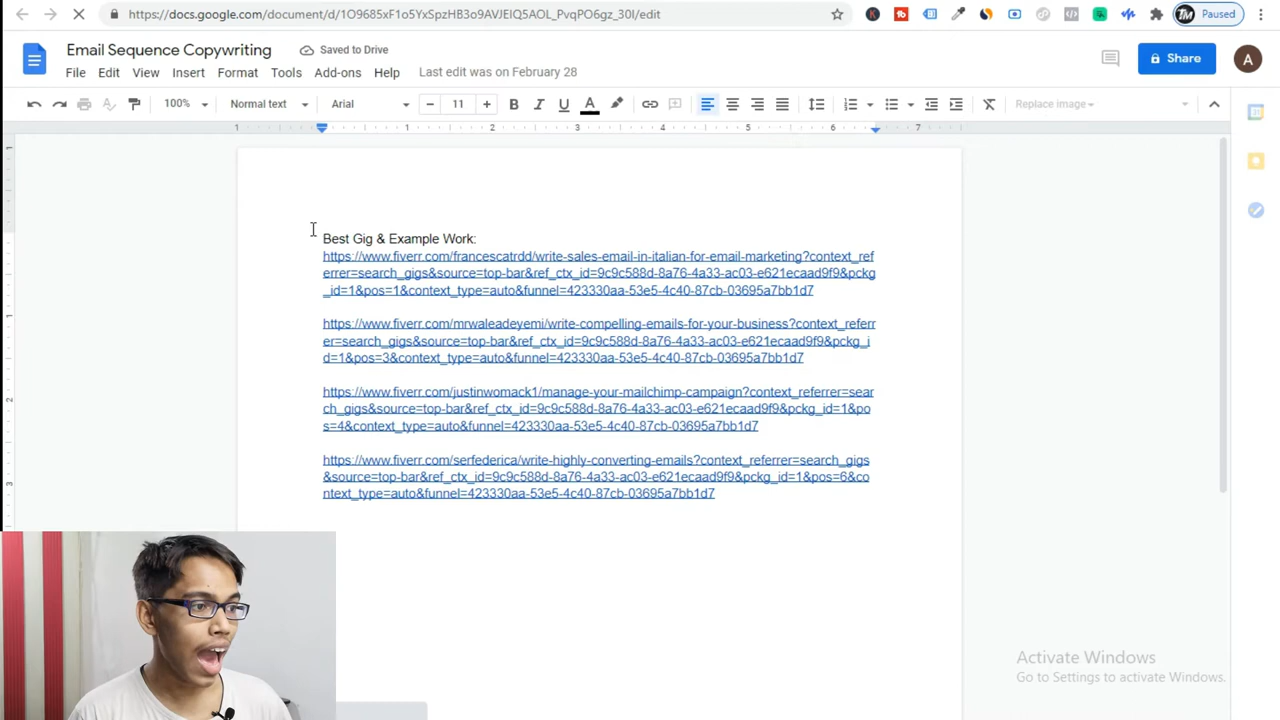 https://docs.google.com/document/d/1O9685xF1o5YxSpzHB3o9AVJEIQ5AOL_PvqPO6gz_30I/edit
Paused
Email Sequence Copywriting
Saved to Drive
File Edit View Insert Format Tools Add-ons Help Last edit was on February 28
Share
A
100% Normal text Arial 11 Replace image
1 1 2 3 4 5 6 7
Best Gig & Example Work:
https://www.fiverr.com/francescatrdd/write-sales-email-in-italian-for-email-marketing?context_ref
errer=search_gigs&source=top-bar&ref_ctx_id=9c9c588d-8a76-4a33-ac03-e621ecaad9f9&pckg
_id=1&pos=1&context_type=auto&funnel=423330aa-53e5-4c40-87cb-03695a7bb1d7
https://www.fiverr.com/mrwaleadeyemi/write-compelling-emails-for-your-business?context_referr
er=search_gigs&source=top-bar&ref_ctx_id=9c9c588d-8a76-4a33-ac03-e621ecaad9f9&pckg_i
d=1&pos=3&context_type=auto&funnel=423330aa-53e5-4c40-87cb-03695a7bb1d7
https://www.fiverr.com/justinwomack1/manage-your-mailchimp-campaign?context_referrer=sear
ch_gigs&source=top-bar&ref_ctx_id=9c9c588d-8a76-4a33-ac03-e621ecaad9f9&pckg_id=1&po
s=4&context_type=auto&funnel=423330aa-53e5-4c40-87cb-03695a7bb1d7
https://www.fiverr.com/serfederica/write-highly-converting-emails?context_referrer=search_gigs
&source=top-bar&ref_ctx_id=9c9c588d-8a76-4a33-ac03-e621ecaad9f9&pckg_id=1&pos=6&co
ntext_type=auto&funnel=423330aa-53e5-4c40-87cb-03695a7bb1d7
Activate Windows
Go to Settings to activate Windows.